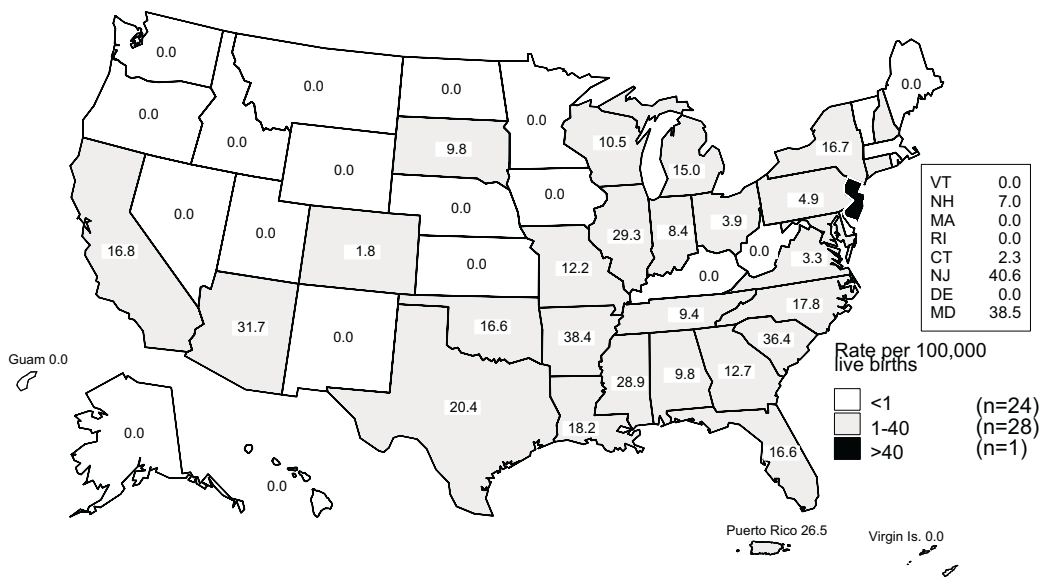 0.0
0.0
0.0
0.0
0.0
0.0
0.0
9.8
10.5
15.0
16.7
0.0
0.0
0.0
0.0
0.0
0.0
4.9
3.9
8.4
29.3
16.8
1.8
0.0
12.2
0.0
0.0
3.3
31.7
0.0
16.6
38.4
9.4
17.8
36.4
20.4
28.9
9.8
12.7
18.2
16.6
VT 0.0
NH 7.0
MA 0.0
RI 0.0
CT 2.3
NJ 40.6
DE 0.0
MD 38.5
Rate per 100,000
live births
<1 (n=24)
1-40 (n=28)
>40 (n=1)
Guam 0.0
0.0
0.0
Puerto Rico 26.5
Virgin Is. 0.0